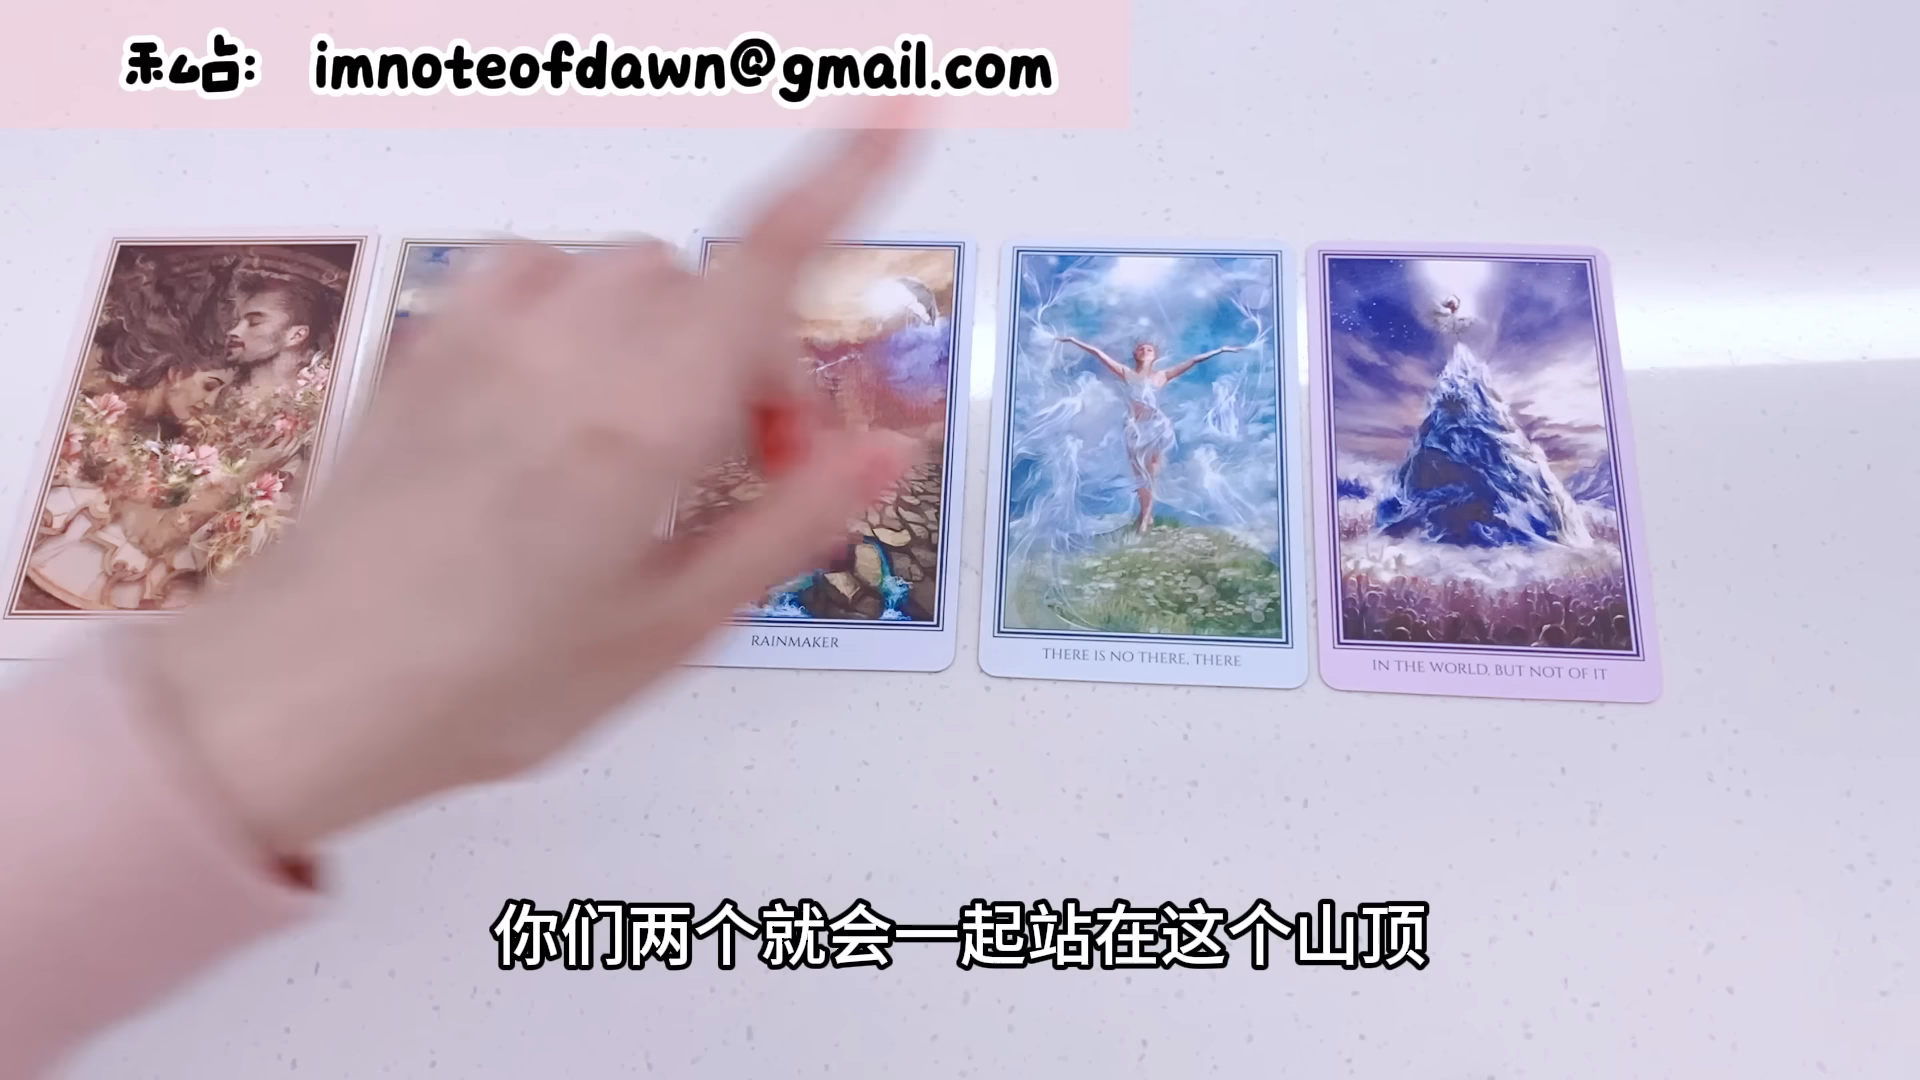 私占: imnoteofdawn@gmail.com
RAINMAKER
THERE IS NO THERE, THERE
IN THE WORLD, BUT NOT OF IT
你们两个就会一起站在这个山顶